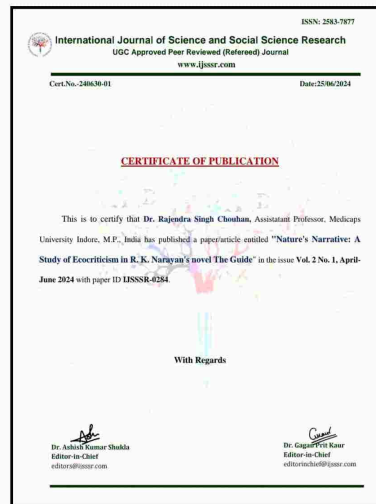 ISSN: 2583-7877
International Journal of Science and Social Science Research
UGC Approved Peer Reviewed (Refereed) Journal
www.ijsssr.com
Cert.No.-240630-01 Date:25/06/2024
CERTIFICATE OF PUBLICATION
This is to certify that Dr. Rajendra Singh Chouhan, Assistatant Professor, Medicaps
University Indore, M.P., India has published a paper/article entitled "Nature's Narrative: A
Study of Ecocriticism in R. K. Narayan's novel The Guide" in the issue Vol. 2 No. 1, April-
June 2024 with paper ID IJSSSR-0284.
With Regards
Dr. Ashish Kumar Shukla Dr. Gagan Prit Kaur
Editor-in-Chief Editor-in-Chief
editors@ijsssr.com editorinchief@ijsssr.com